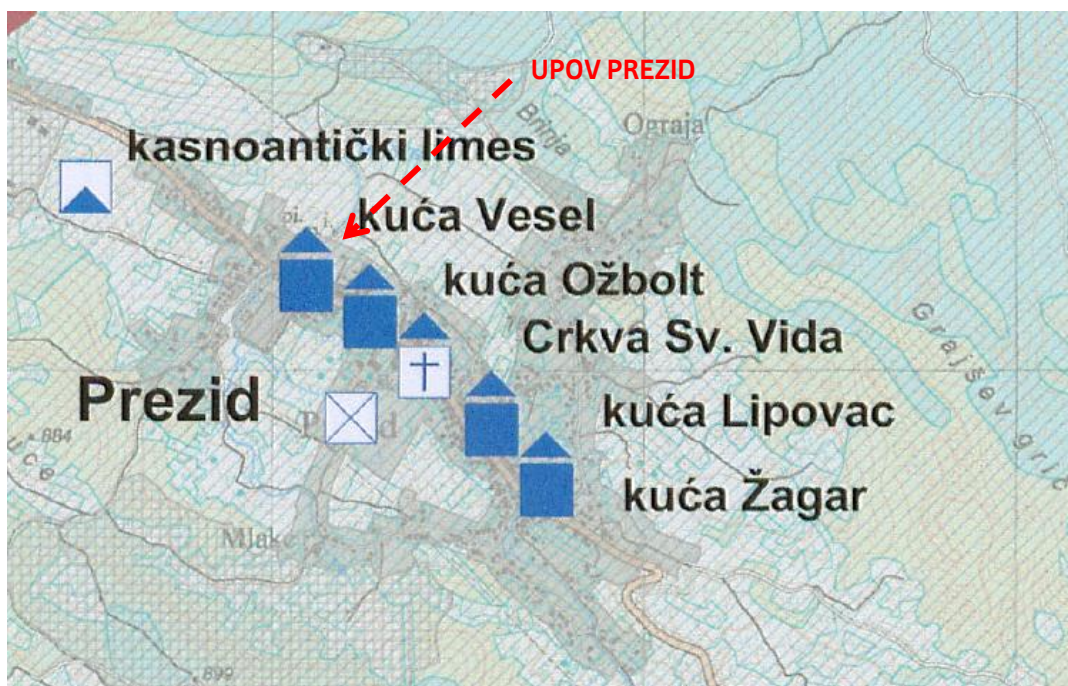 UPOV PREZID
Brinja
Ograja
kasnoantički limes
kuća Vesel
kuća Ožbolt
Crkva Sv. Vida
Prezid
kuća Lipovac
884
kuća Žagar
Grajšev grič
Mlake
899